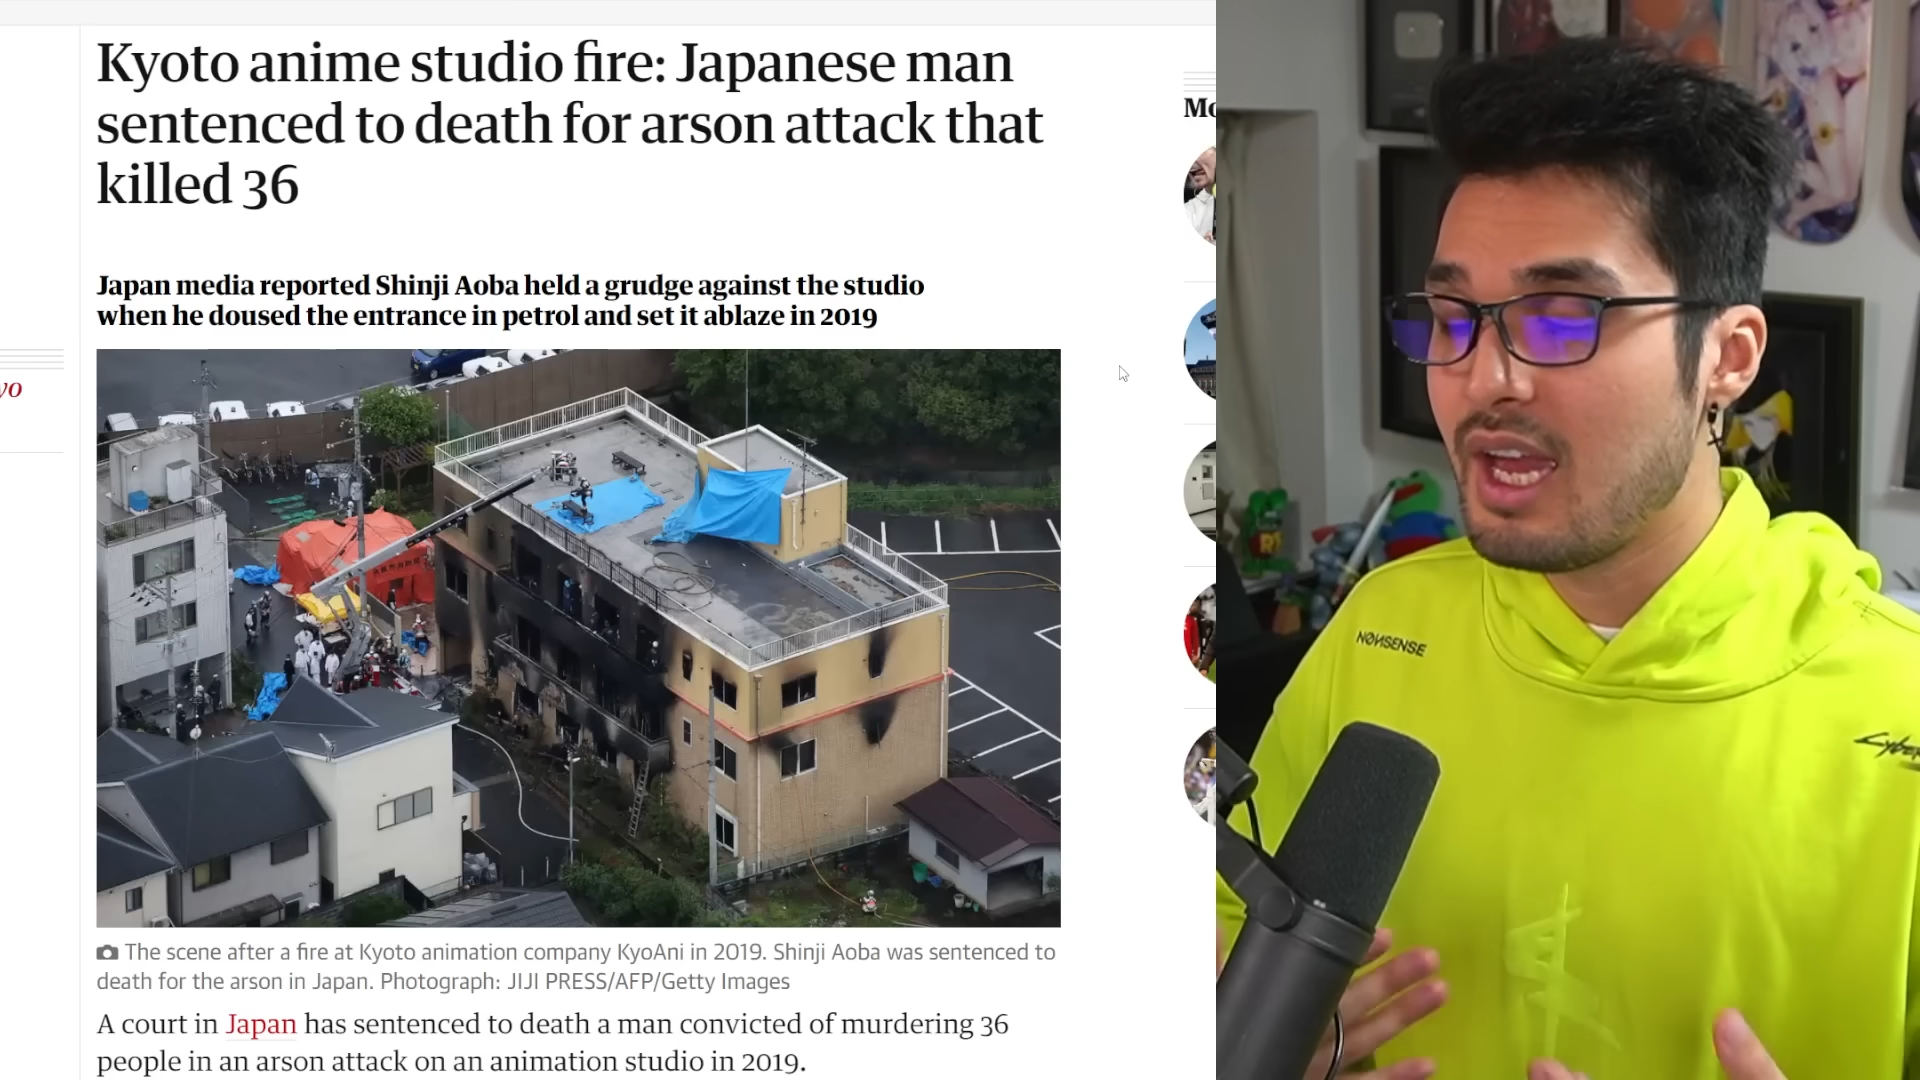 Kyoto anime studio fire: Japanese man
sentenced to death for arson attack that
killed 36
Japan media reported Shinji Aoba held a grudge against the studio
when he doused the entrance in petrol and set it ablaze in 2019
The scene after a fire at Kyoto animation company KyoAni in 2019. Shinji Aoba was sentenced to
death for the arson in Japan. Photograph: JIJI PRESS/AFP/Getty Images
A court in Japan has sentenced to death a man convicted of murdering 36
people in an arson attack on an animation studio in 2019.
yo
Mo
NØNSENSE
Cyber